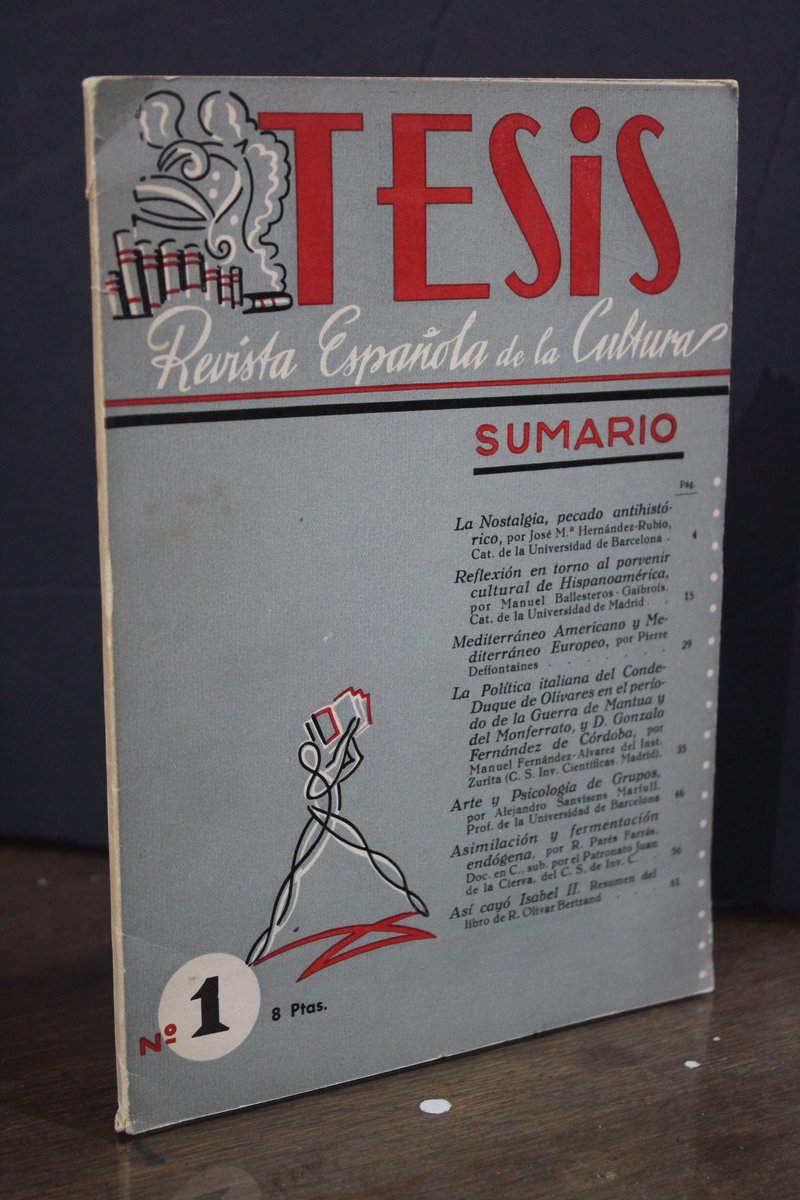 TESiS
Revista Española de la Cultura
SUMARIO
Pág.
La Nostalgia, pecado antihistó-
rico, por José M.ª Hernández-Rubio,
Cat. de la Universidad de Barcelona . 4
Reflexión en torno al porvenir
cultural de Hispanoamérica,
por Manuel Ballesteros-Gaibrois.
Cat. de la Universidad de Madrid . . 15
Mediterráneo Americano y Me-
diterráneo Europeo, por Pierre
Deffontaines . . . . . . 29
La Política italiana del Conde-
Duque de Olivares en el perío-
do de la Guerra de Mantua y
del Monferrato, y D. Gonzalo
Fernández de Córdoba, por
Manuel Fernández-Alvarez del Inst.
Zurita (C. S. Inv. Científicas. Madrid). 35
Arte y Psicología de Grupos,
por Alejandro Sanvisens Marfull.
Prof. de la Universidad de Barcelona 46
Asimilación y fermentación
endógena, por R. Parés Farrás.
Doc. en C., sub. por el Patronato Juan
de la Cierva, del C. S. de Inv. C. . 56
Así cayó Isabel II. Resumen del
libro de R. Olivar Bertrand . . 61
Nº 1
8 Ptas.